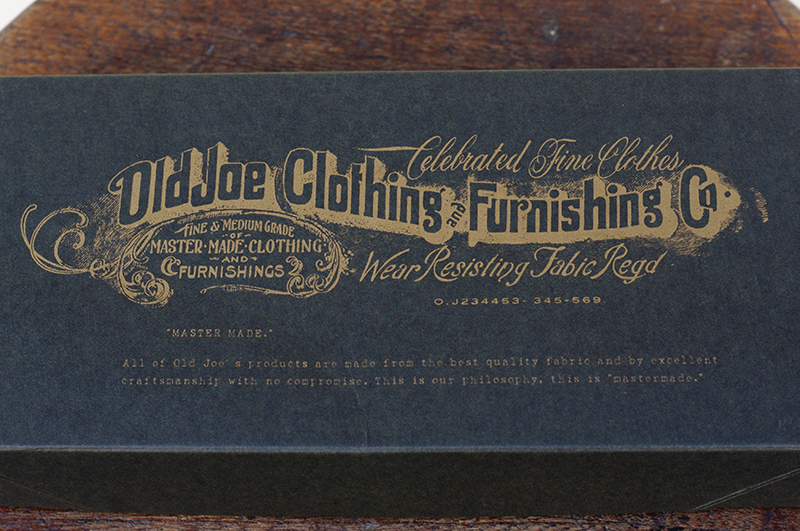 Celebrated Fine Clothes
Old Joe Clothing and Furnishing Co.
FINE & MEDIUM GRADE
OF
MASTER·MADE·CLOTHING
AND
FURNISHINGS
Wear Resisting Fabic Regd
O.J234453- 345-569.
"MASTER MADE."
All of Old Joe's products are made from the best quality fabric and by excellent
craftsmanship with no compromise. This is our philosophy, this is "mastermade."